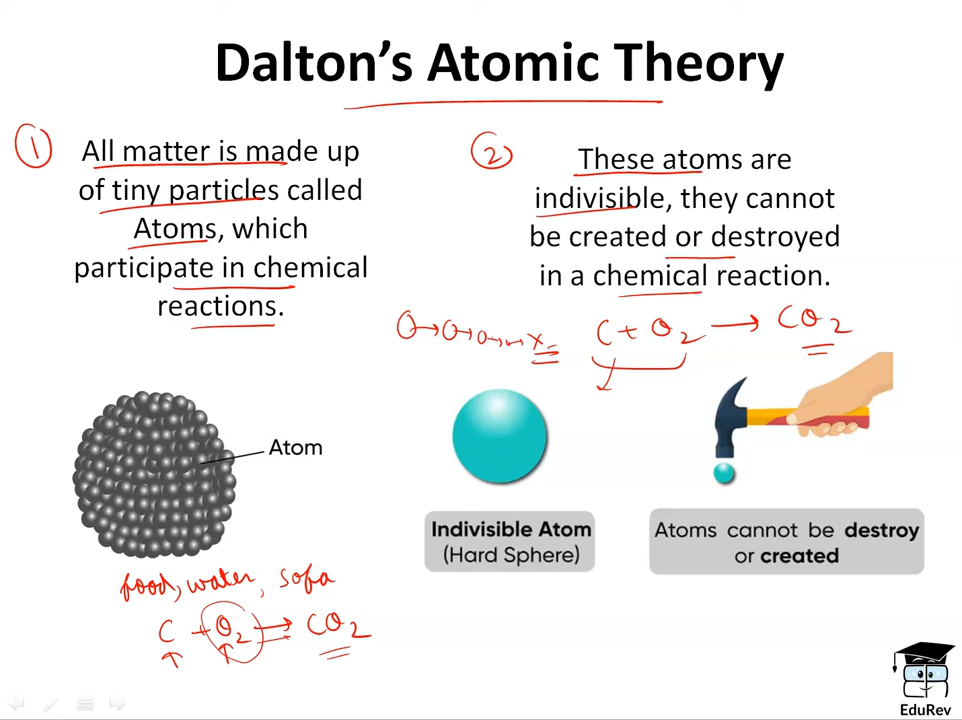 Dalton's Atomic Theory
1
All matter is made up
of tiny particles called
Atoms, which
participate in chemical
reactions.
2
These atoms are
indivisible, they cannot
be created or destroyed
in a chemical reaction.
C + O2 → CO2
Atom
Indivisible Atom
(Hard Sphere)
Atoms cannot be destroy
or created
food, water, sofa
C + O2 → CO2
EduRev